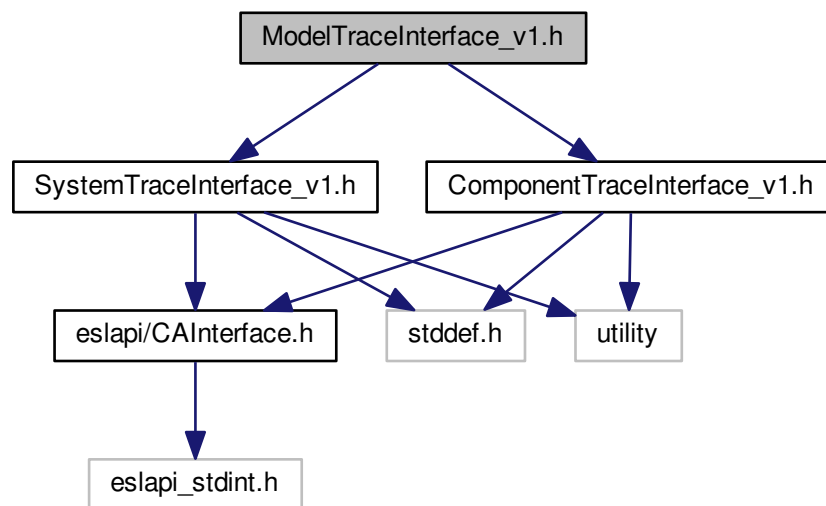 ModelTraceInterface_v1.h
SystemTraceInterface_v1.h
ComponentTraceInterface_v1.h
eslapi/CAInterface.h
stddef.h
utility
eslapi_stdint.h